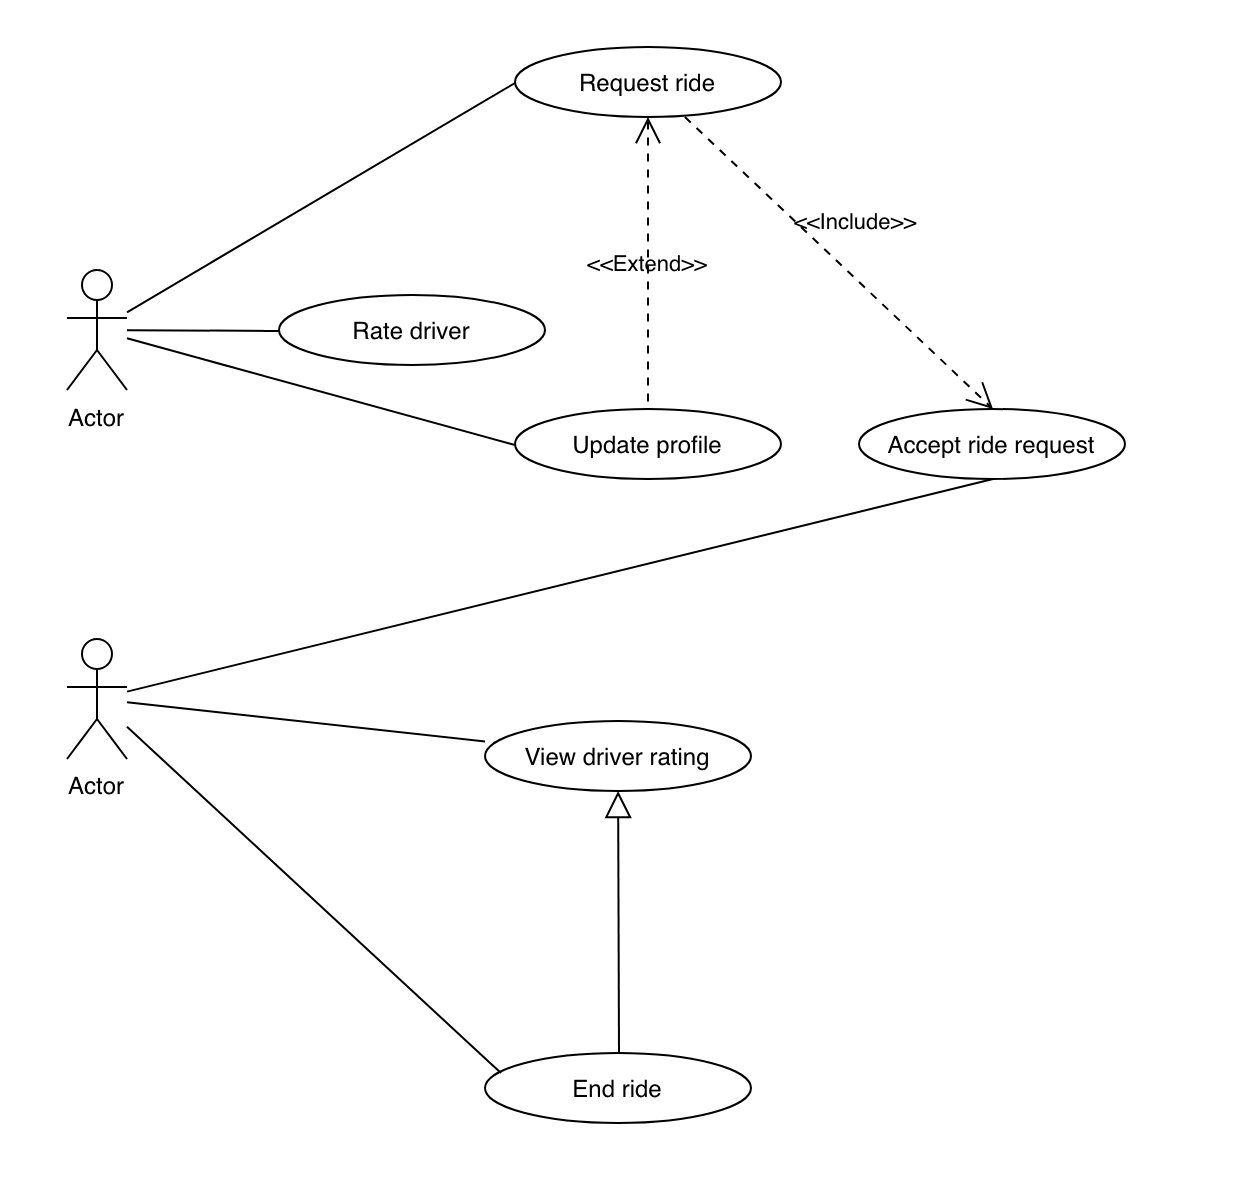 Request ride
<<Include>>
<<Extend>>
Rate driver
Actor
Update profile
Accept ride request
View driver rating
Actor
End ride